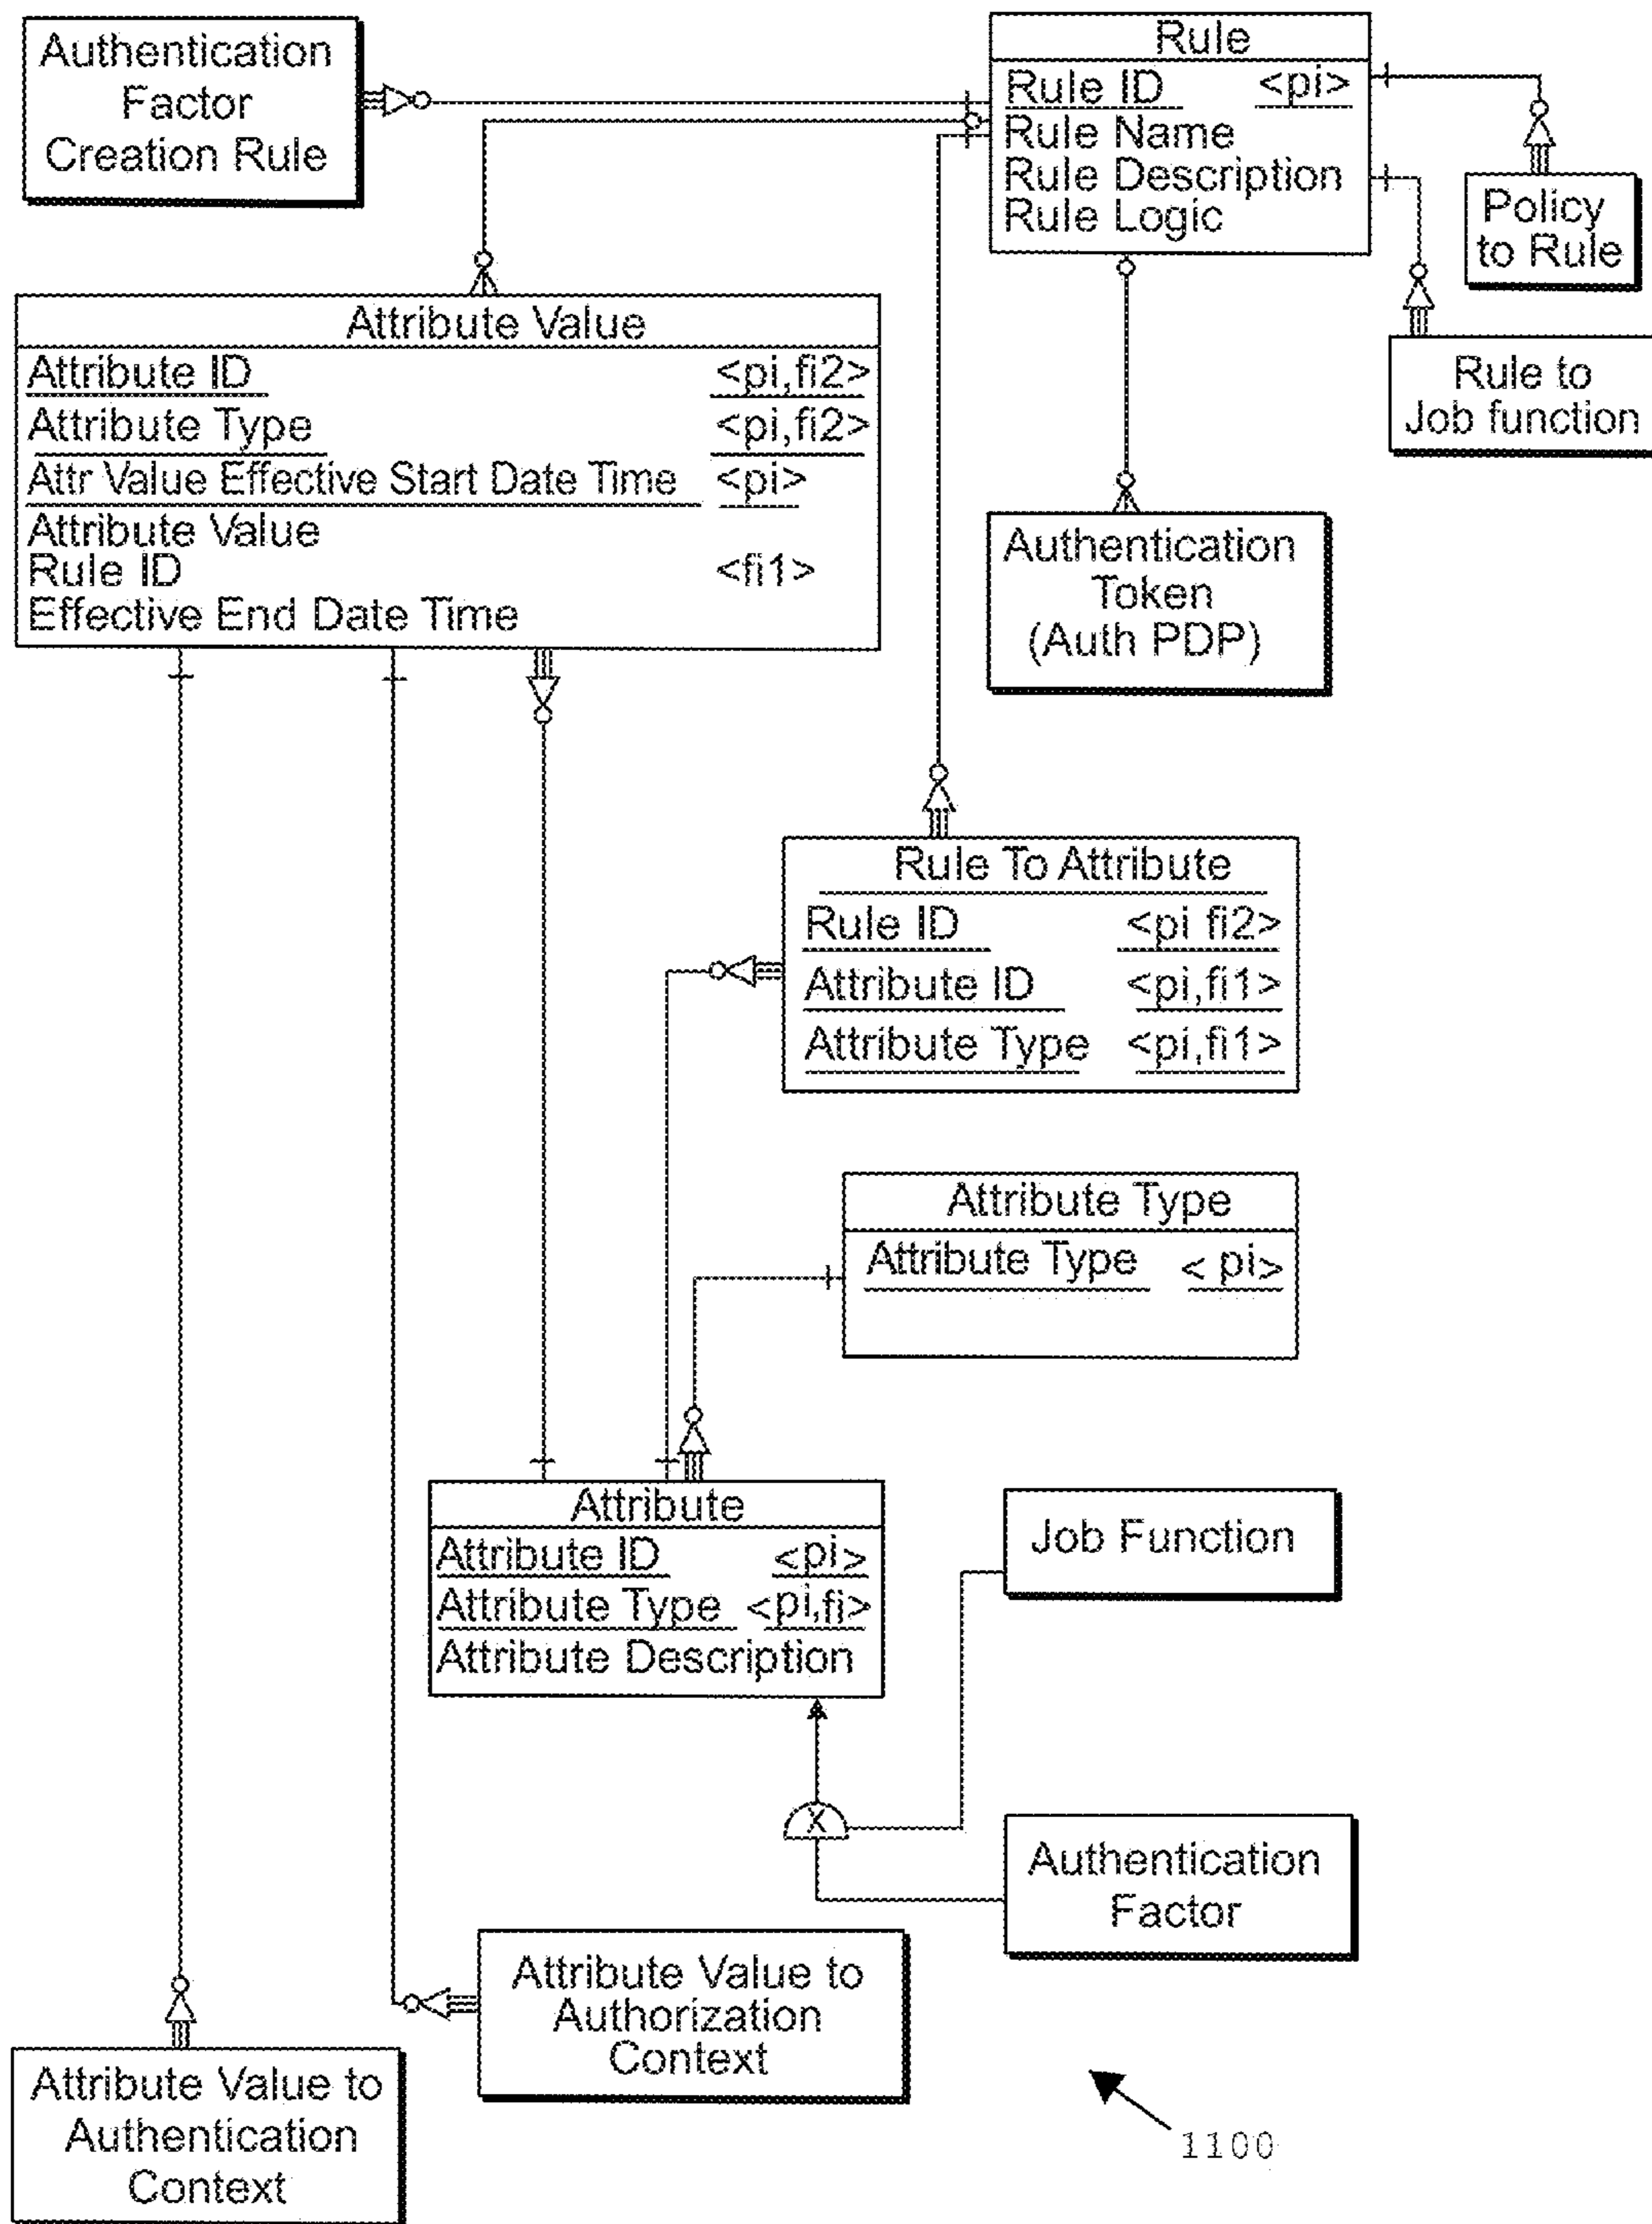 Authentication
Factor
Creation Rule
Rule
Rule ID <pi>
Rule Name
Rule Description
Rule Logic
Policy
to Rule
Rule to
Job function
Attribute Value
Attribute ID <pi,fi2>
Attribute Type <pi,fi2>
Attr Value Effective Start Date Time <pi>
Attribute Value
Rule ID <fi1>
Effective End Date Time
Authentication
Token
(Auth PDP)
Rule To Attribute
Rule ID <pi fi2>
Attribute ID <pi,fi1>
Attribute Type <pi,fi1>
Attribute Type
Attribute Type < pi>
Attribute
Attribute ID <pi>
Attribute Type <pi,fi>
Attribute Description
Job Function
X
Authentication
Factor
Attribute Value to
Authorization
Context
Attribute Value to
Authentication
Context
1100